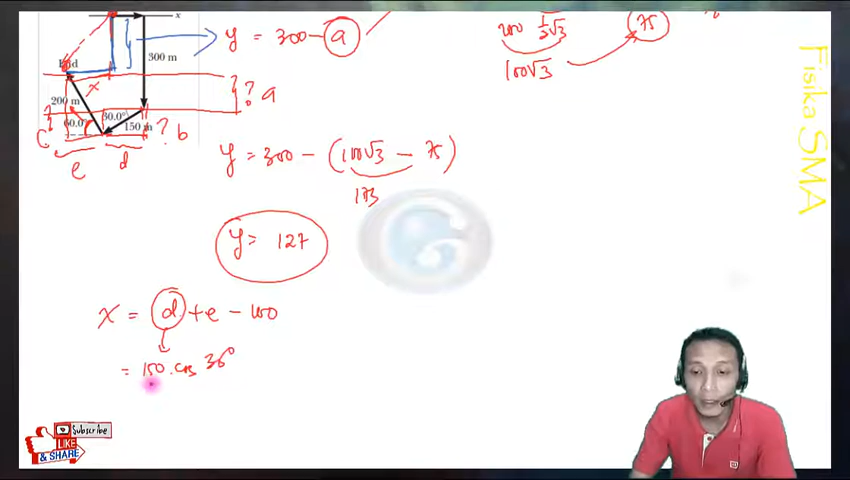 x
y = 300 - a
300 m
End
x
200 m
30.0°
60.0°
150 m
? a
? b
c
e
d
200 ½√3
75
100√3
y = 300 - (100√3 - 75)
173
y = 127
x = d + e - 100
= 150 . cos 30°
Fisika SMA
Subscribe
LIKE
& SHARE